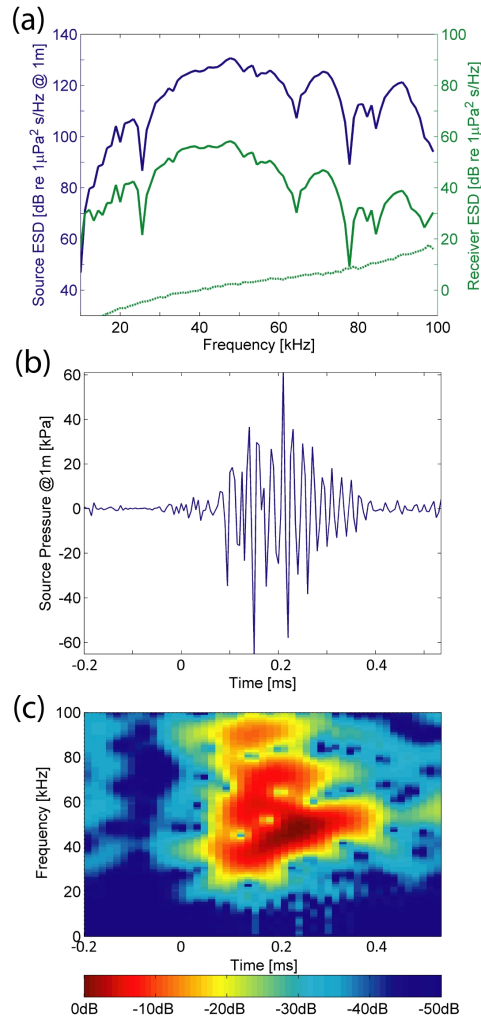 (a)
140
120
100
80
60
40
Source ESD [dB re 1μPa² s/Hz @ 1m]
100
80
60
40
20
0
Receiver ESD [dB re 1μPa² s/Hz]
20 40 60 80 100
Frequency [kHz]
(b)
60
40
20
0
-20
-40
-60
Source Pressure @1m [kPa]
-0.2 0 0.2 0.4
Time [ms]
(c)
100
80
60
40
20
0
Frequency [kHz]
-0.2 0 0.2 0.4
Time [ms]
0dB -10dB -20dB -30dB -40dB -50dB